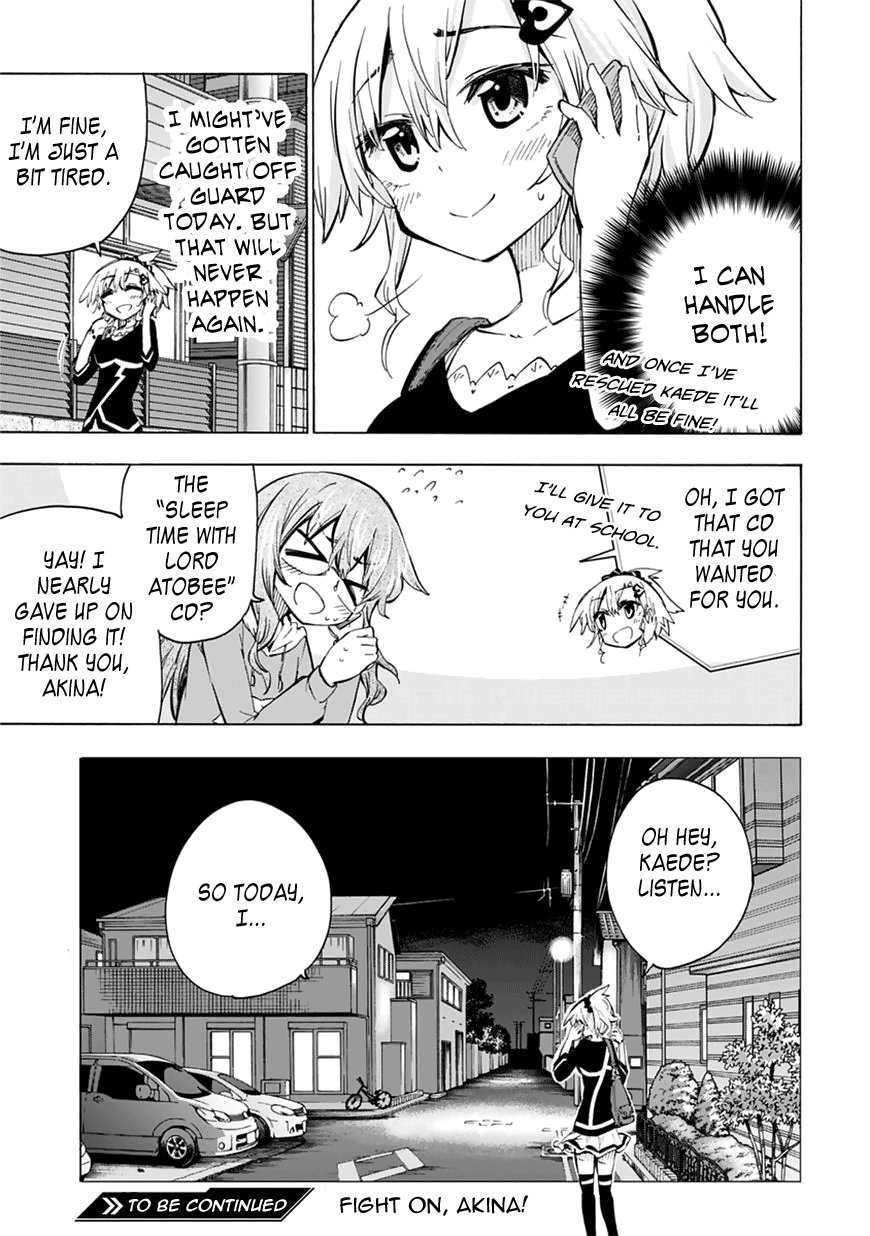 I CAN
HANDLE
BOTH!
AND ONCE I'VE
RESCUED KAEDE IT'LL
ALL BE FINE!
I MIGHT'VE
GOTTEN
CAUGHT OFF
GUARD
TODAY. BUT
THAT WILL
NEVER
HAPPEN
AGAIN.
I'M FINE,
I'M JUST A
BIT TIRED.
OH, I GOT
THAT CD
THAT YOU
WANTED
FOR YOU.
I'LL GIVE IT TO
YOU AT SCHOOL.
THE
"SLEEP
TIME WITH
LORD
ATOBEE"
CD?
YAY! I
NEARLY
GAVE UP ON
FINDING IT!
THANK YOU,
AKINA!
OH HEY,
KAEDE?
LISTEN...
SO TODAY,
I...
TO BE CONTINUED
FIGHT ON, AKINA!